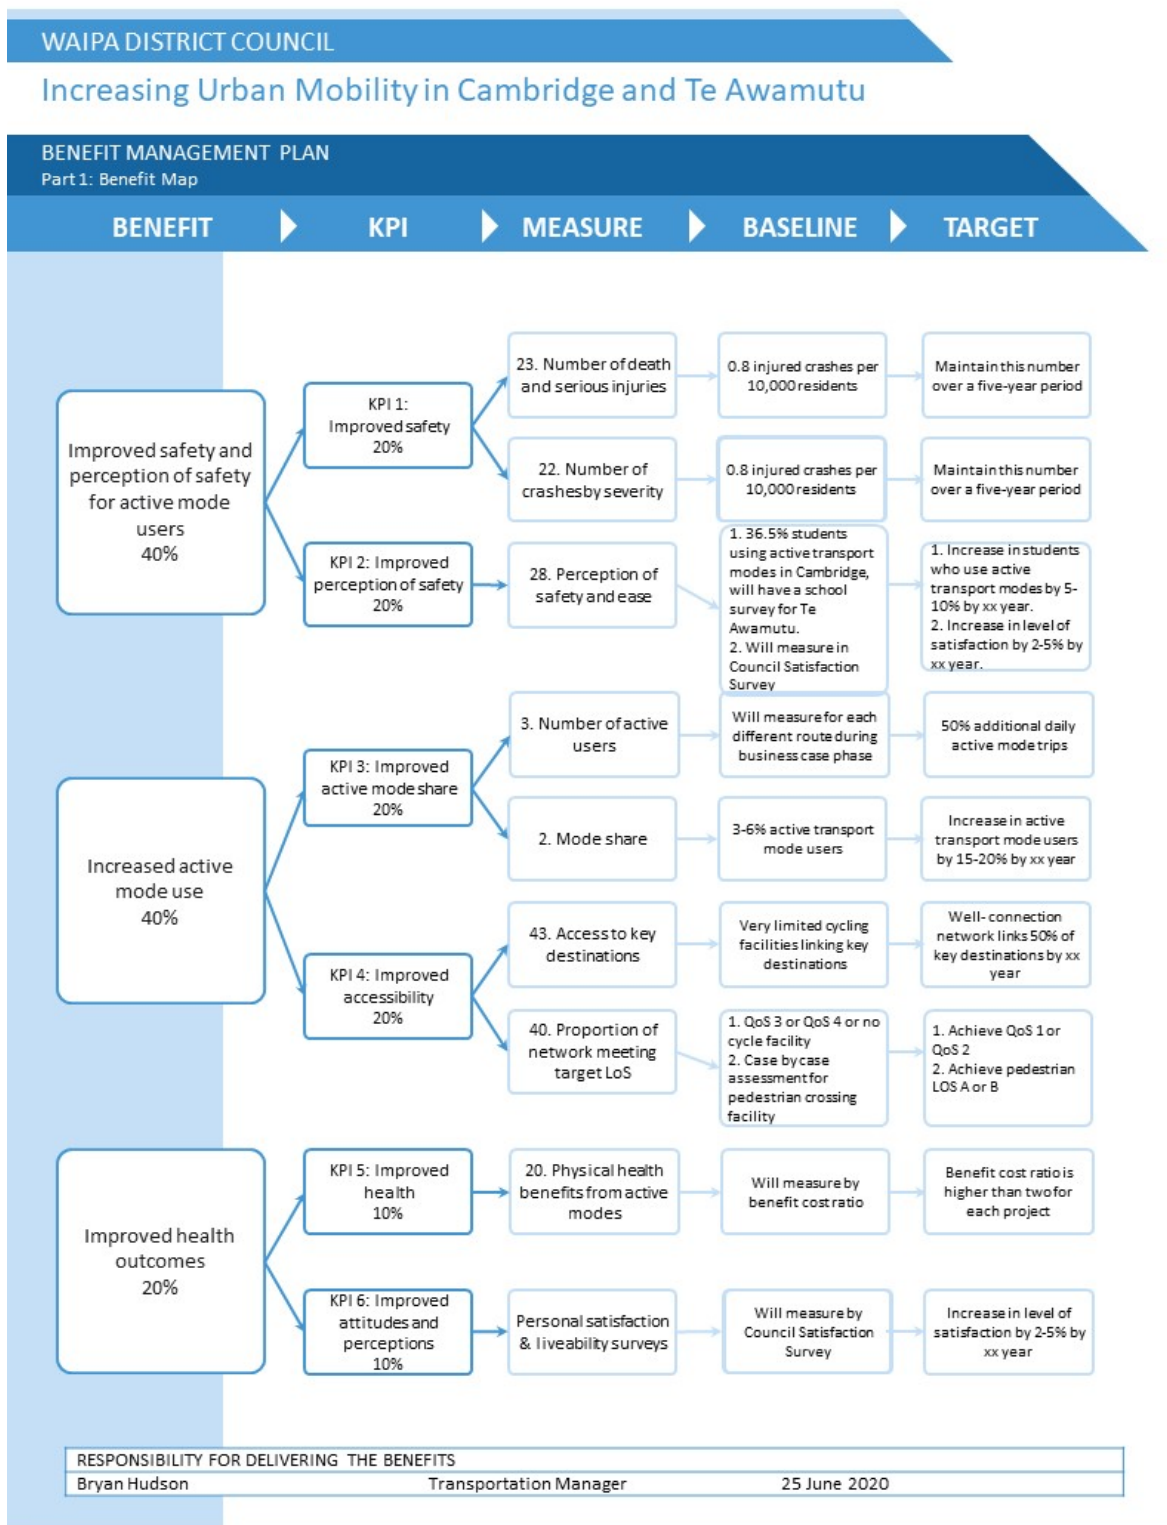 WAIPA DISTRICT COUNCIL
Increasing Urban Mobility in Cambridge and Te Awamutu
BENEFIT MANAGEMENT PLAN
Part 1: Benefit Map
BENEFIT
KPI
MEASURE
BASELINE
TARGET
Improved safety and
perception of safety
for active mode
users
40%
KPI 1:
Improved safety
20%
23. Number of death
and serious injuries
0.8 injured crashes per
10,000 residents
Maintain this number
over a five-year period
22. Number of
crashesby severity
0.8 injured crashes per
10,000 residents
Maintain this number
over a five-year period
KPI 2: Improved
perception of safety
20%
28. Perception of
safety and ease
1. 36.5% students
using active transport
modes in Cambridge,
will have a school
survey for Te
Awamutu.
2. Will measure in
Council Satisfaction
Survey
1. Increase in students
who use active
transport modes by 5-
10% by xx year.
2. Increase in level of
satisfaction by 2-5% by
xx year.
Increased active
mode use
40%
KPI 3: Improved
active mode share
20%
3. Number of active
users
Will measure for each
different route during
business case phase
50% additional daily
active mode trips
2. Mode share
3-6% active transport
mode users
Increase in active
transport mode users
by 15-20% by xx year
KPI 4: Improved
accessibility
20%
43. Access to key
destinations
Very limited cycling
facilities linking key
destinations
Well- connection
network links 50% of
key destinations by xx
year
40. Proportion of
network meeting
target LoS
1. QoS 3 or QoS 4 or no
cycle facility
2. Case by case
assessment for
pedestrian crossing
facility
1. Achieve QoS 1 or
QoS 2
2. Achieve pedestrian
LOS A or B
Improved health
outcomes
20%
KPI 5: Improved
health
10%
20. Physical health
benefits from active
modes
Will measure by
benefit cost ratio
Benefit cost ratio is
higher than two for
each project
KPI 6: Improved
attitudes and
perceptions
10%
Personal satisfaction
& liveability surveys
Will measure by
Council Satisfaction
Survey
Increase in level of
satisfaction by 2-5% by
xx year
RESPONSIBILITY FOR DELIVERING THE BENEFITS
Bryan Hudson Transportation Manager 25 June 2020